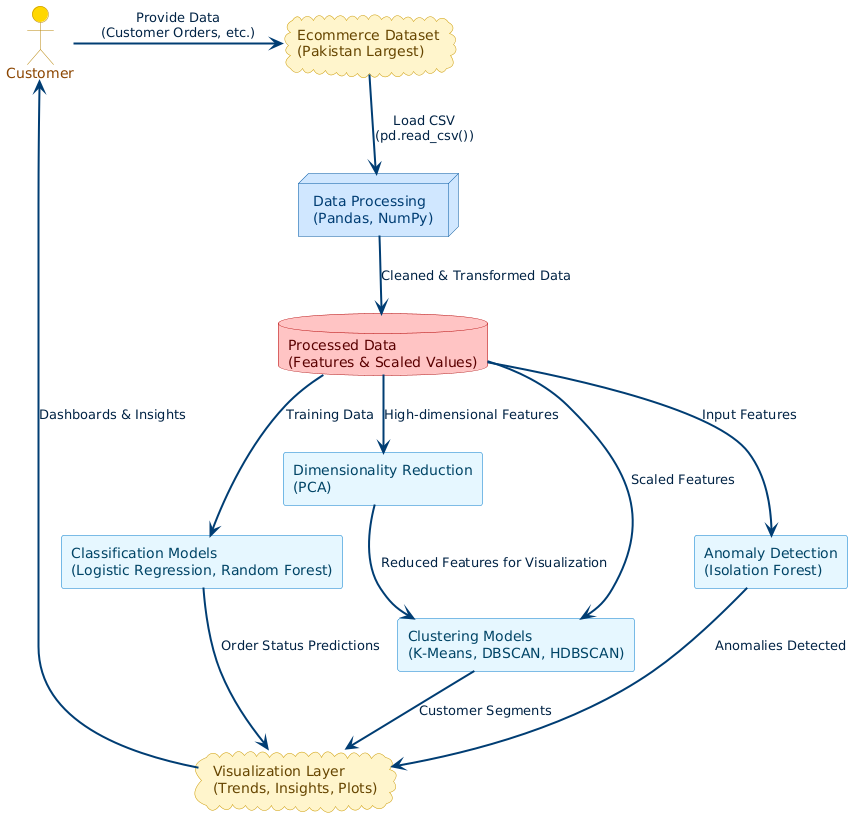 Provide Data
(Customer Orders, etc.)
Customer
Ecommerce Dataset
(Pakistan Largest)
Load CSV
(pd.read_csv())
Data Processing
(Pandas, NumPy)
Cleaned & Transformed Data
Processed Data
(Features & Scaled Values)
Dashboards & Insights
Training Data
High-dimensional Features
Input Features
Scaled Features
Dimensionality Reduction
(PCA)
Classification Models
(Logistic Regression, Random Forest)
Reduced Features for Visualization
Anomaly Detection
(Isolation Forest)
Clustering Models
(K-Means, DBSCAN, HDBSCAN)
Order Status Predictions
Anomalies Detected
Customer Segments
Visualization Layer
(Trends, Insights, Plots)